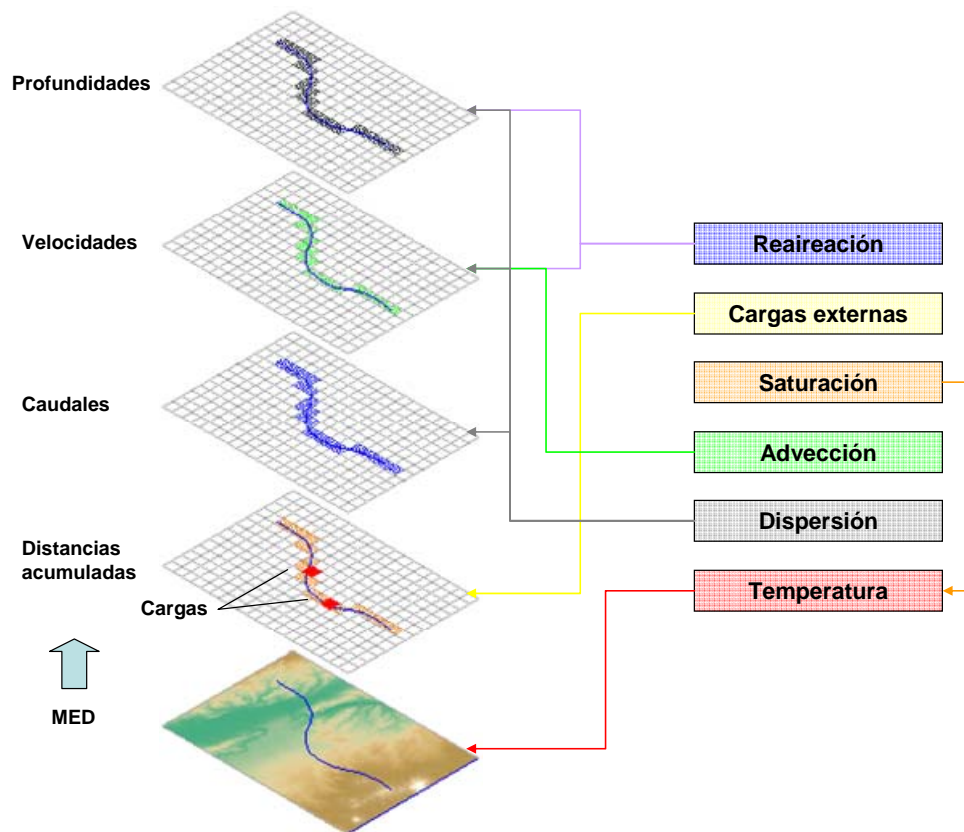 Profundidades
Velocidades
Caudales
Distancias
acumuladas
Cargas
MED
Reaireación
Cargas externas
Saturación
Advección
Dispersión
Temperatura